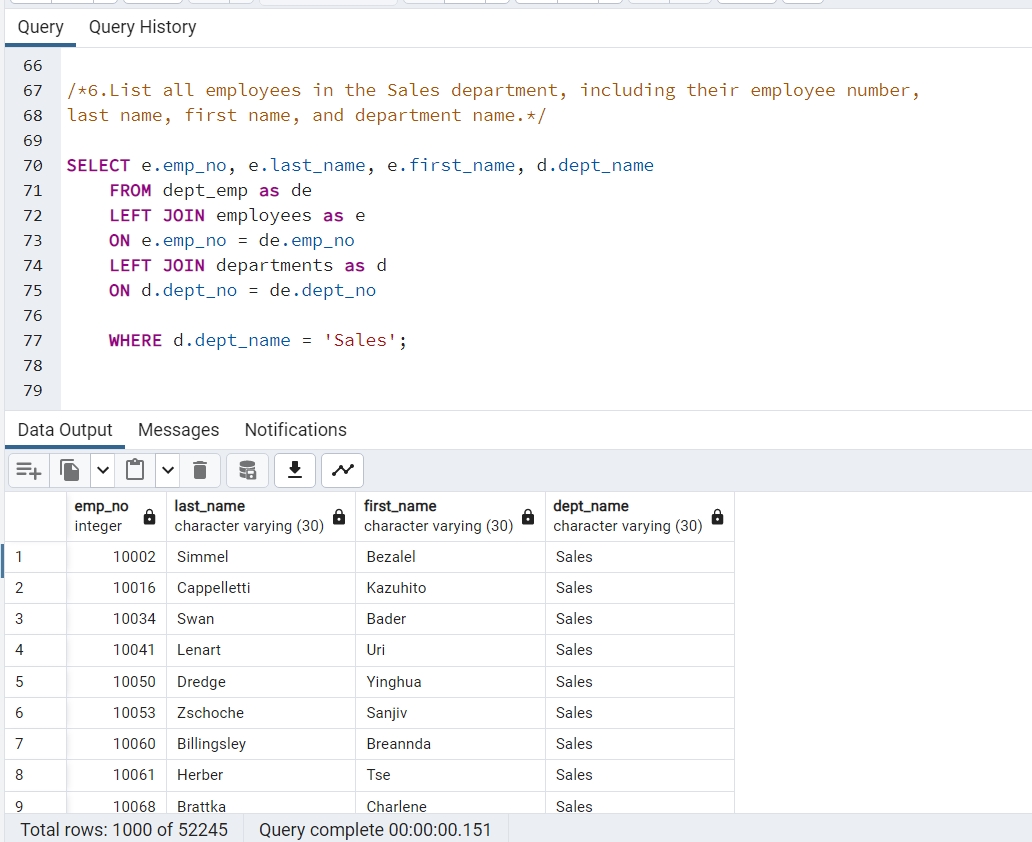 Query Query History
66
67 /*6.List all employees in the Sales department, including their employee number,
68 last name, first name, and department name.*/
69
70 SELECT e.emp_no, e.last_name, e.first_name, d.dept_name
71 FROM dept_emp as de
72 LEFT JOIN employees as e
73 ON e.emp_no = de.emp_no
74 LEFT JOIN departments as d
75 ON d.dept_no = de.dept_no
76
77 WHERE d.dept_name = 'Sales';
78
79
Data Output Messages Notifications
emp_no last_name first_name dept_name
integer character varying (30) character varying (30) character varying (30)
1 10002 Simmel Bezalel Sales
2 10016 Cappelletti Kazuhito Sales
3 10034 Swan Bader Sales
4 10041 Lenart Uri Sales
5 10050 Dredge Yinghua Sales
6 10053 Zschoche Sanjiv Sales
7 10060 Billingsley Breannda Sales
8 10061 Herber Tse Sales
9 10068 Brattka Charlene Sales
Total rows: 1000 of 52245 Query complete 00:00:00.151